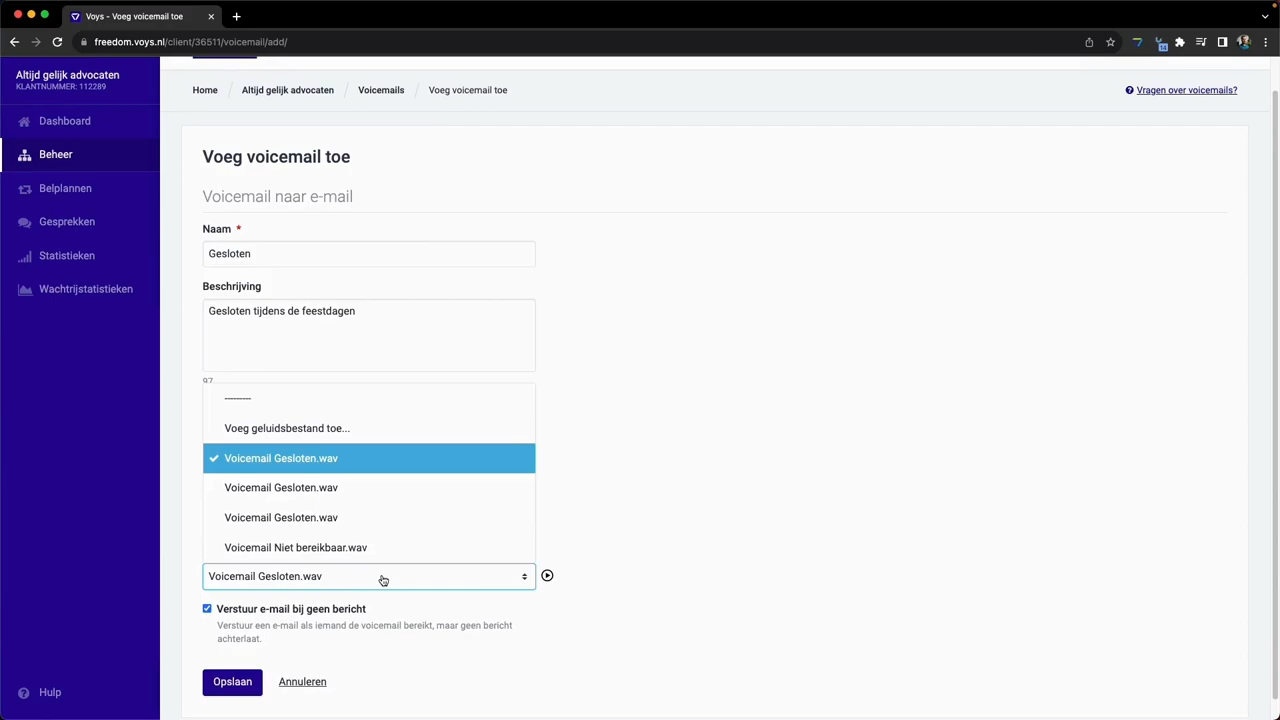 Voys - Voeg voicemail toe
freedom.voys.nl/client/36511/voicemail/add/
14
Altijd gelijk advocaten
KLANTNUMMER: 112289
Dashboard
Beheer
Belplannen
Gesprekken
Statistieken
Wachtrijstatistieken
Hulp
Home
Altijd gelijk advocaten
Voicemails
Voeg voicemail toe
Vragen over voicemails?
Voeg voicemail toe
Voicemail naar e-mail
Naam *
Gesloten
Beschrijving
Gesloten tijdens de feestdagen
97
---------
Voeg geluidsbestand toe...
Voicemail Gesloten.wav
Voicemail Gesloten.wav
Voicemail Gesloten.wav
Voicemail Niet bereikbaar.wav
Voicemail Gesloten.wav
Verstuur e-mail bij geen bericht
Verstuur een e-mail als iemand de voicemail bereikt, maar geen bericht
achterlaat.
Opslaan
Annuleren